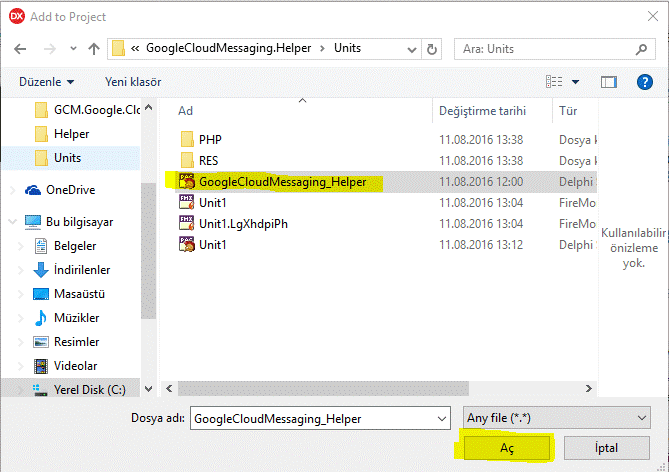 DX Add to Project
« GoogleCloudMessaging.Helper › Units
Ara: Units
Düzenle Yeni klasör
GCM.Google.Clo
Helper
Units
OneDrive
Bu bilgisayar
Belgeler
İndirilenler
Masaüstü
Müzikler
Resimler
Videolar
Yerel Disk (C:)
Ad Değiştirme tarihi Tür
PHP 11.08.2016 13:38 Dosya k
RES 11.08.2016 13:38 Dosya k
GoogleCloudMessaging_Helper 11.08.2016 12:00 Delphi S
Unit1 11.08.2016 13:04 FireMo
Unit1.LgXhdpiPh 11.08.2016 13:04 FireMo
Unit1 11.08.2016 13:12 Delphi S
Kullanılabilir
önizleme
yok.
Dosya adı: GoogleCloudMessaging_Helper Any file (*.*)
Aç İptal